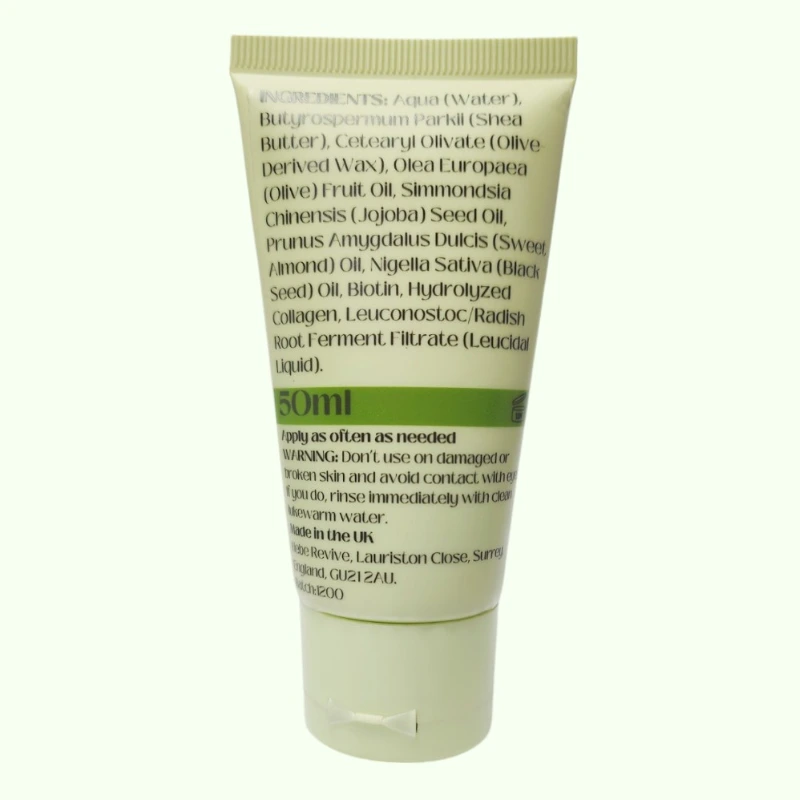 INGREDIENTS: Aqua (Water),
Butyrospermum Parkii (Shea
Butter), Cetearyl Olivate (Olive
Derived Wax), Olea Europaea
(Olive) Fruit Oil, Simmondsia
Chinensis (Jojoba) Seed Oil,
Prunus Amygdalus Dulcis (Sweet
Almond) Oil, Nigella Sativa (Black
Seed) Oil, Biotin, Hydrolyzed
Collagen, Leuconostoc/Radish
Root Ferment Filtrate (Leucidal
Liquid).
50ml
Apply as often as needed
WARNING: Don't use on damaged or
broken skin and avoid contact with
if you do, rinse immediately with clean,
lukewarm water.
Made in the UK
Revive, Lauriston Close, Surrey,
England, GU21 2AU.
Batch:1200